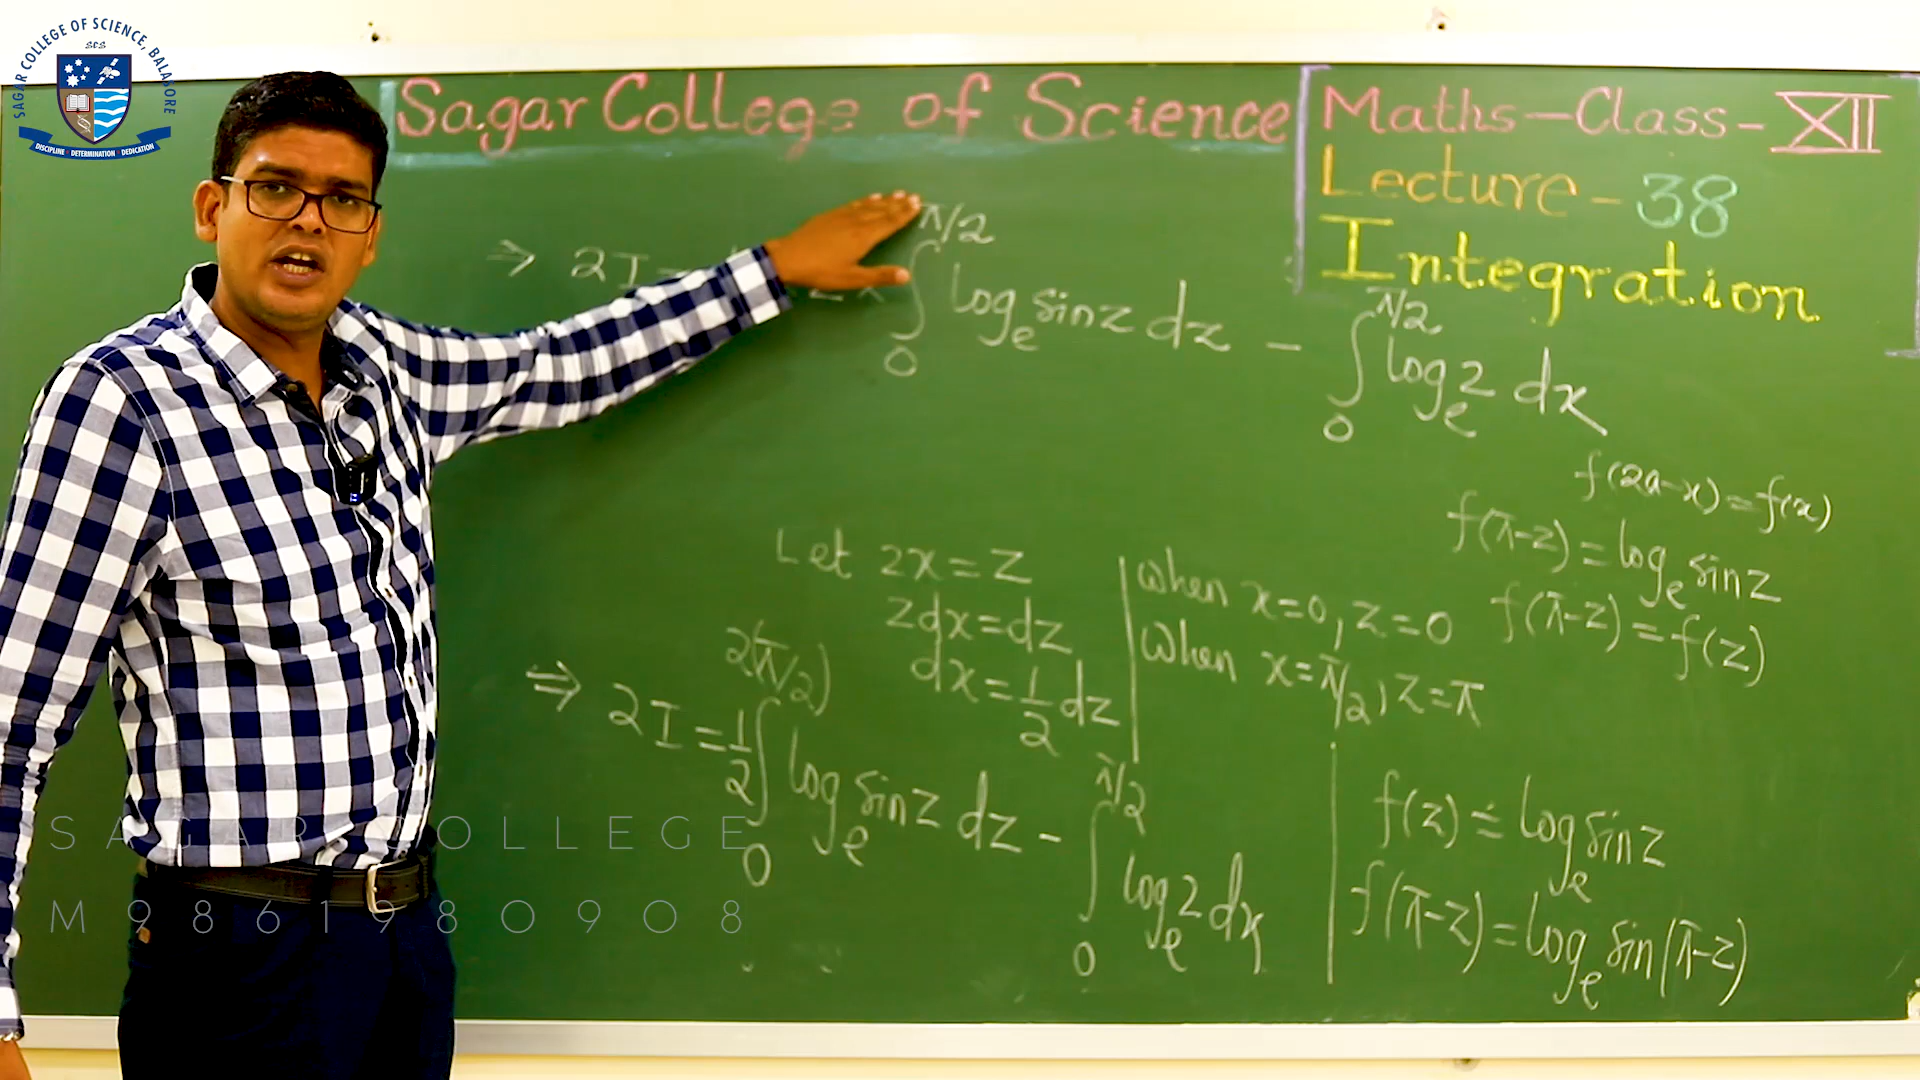 SAGAR COLLEGE OF SCIENCE, BALASORE
SCS
DISCIPLINE DETERMINATION DEDICATION
Sagar College of Science
Maths-Class-XII
Lecture-38
Integration
⇒ 2I = ∫₀^(π/2) logₑ sin z dz - ∫₀^(π/2) logₑ 2 dx
f(2a-x)=f(x)
f(π-z)=logₑ sin z
f(π-z)=f(z)
Let 2x=z
2dx=dz
dx=1/2 dz
When x=0, z=0
When x=π/2, z=π
⇒ 2I=1/2 ∫₀^(2(π/2)) logₑ sin z dz - ∫₀^(π/2) logₑ 2 dx
f(z)=logₑ sin z
f(π-z)=logₑ sin(π-z)
SAGAR COLLEGE
M9861980908